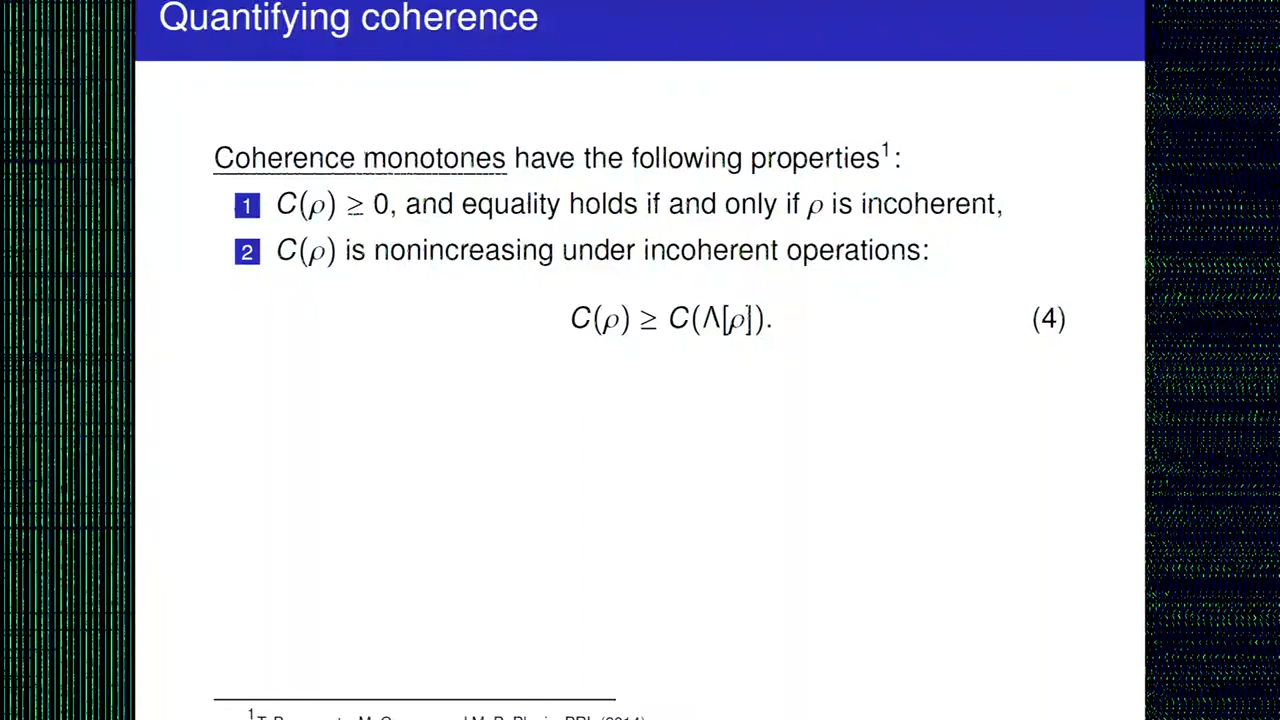 Quantifying coherence
Coherence monotones have the following properties¹:
1 C(ρ) ≥ 0, and equality holds if and only if ρ is incoherent,
2 C(ρ) is nonincreasing under incoherent operations:
C(ρ) ≥ C(Λ[ρ]). (4)